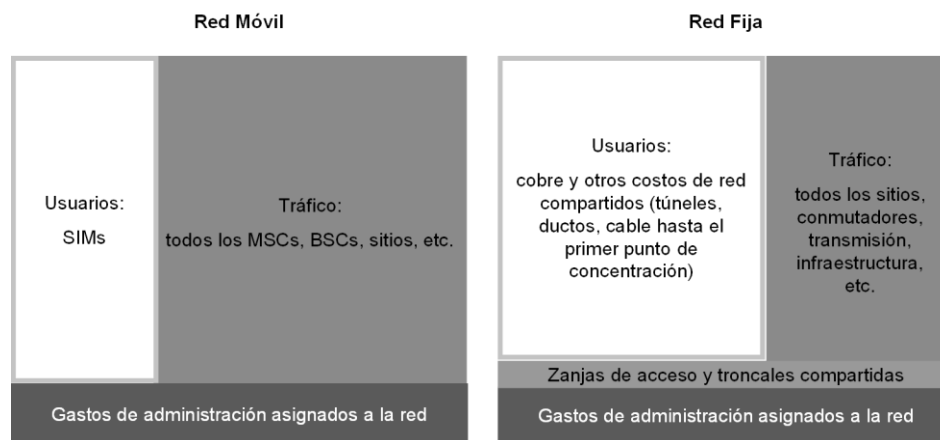 Red Móvil
Usuarios:
SIMs
Tráfico:
todos los MSCs, BSCs, sitios, etc.
Gastos de administración asignados a la red
Red Fija
Usuarios:
cobre y otros costos de red
compartidos (túneles,
ductos, cable hasta el
primer punto de
concentración)
Tráfico:
todos los sitios,
conmutadores,
transmisión,
infraestructura,
etc.
Zanjas de acceso y troncales compartidas
Gastos de administración asignados a la red